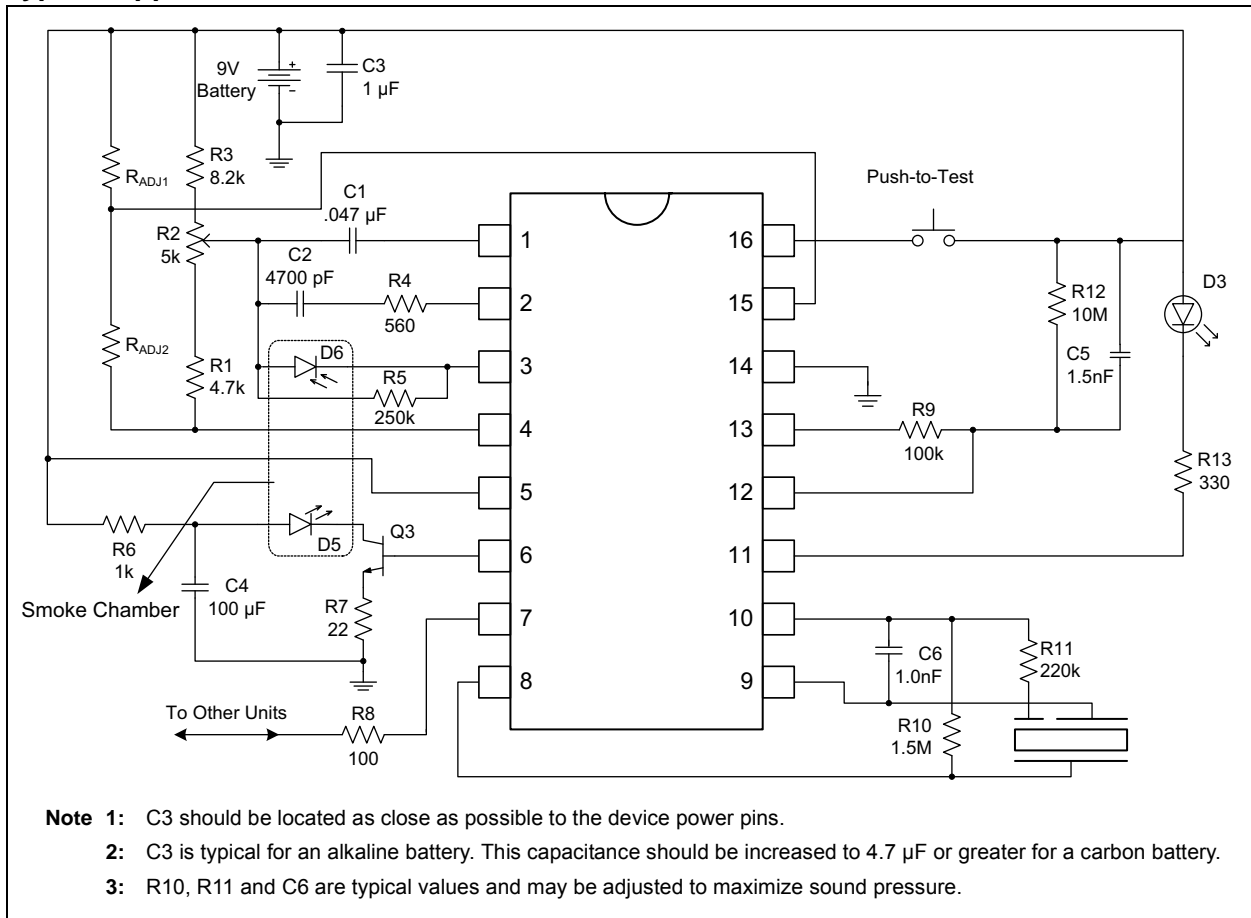 9V
Battery
C3
1 µF
R3
8.2k
RADJ1
C1
.047 µF
Push-to-Test
R2
5k
C2
4700 pF
R4
560
D3
R12
10M
C5
1.5nF
RADJ2
R1
4.7k
D6
R5
250k
R9
100k
R13
330
D5
Q3
R6
1k
C4
100 µF
Smoke Chamber
R7
22
To Other Units
R8
100
C6
1.0nF
R11
220k
R10
1.5M
1
2
3
4
5
6
7
8
16
15
14
13
12
11
10
9
Note 1: C3 should be located as close as possible to the device power pins.
2: C3 is typical for an alkaline battery. This capacitance should be increased to 4.7 µF or greater for a carbon battery.
3: R10, R11 and C6 are typical values and may be adjusted to maximize sound pressure.